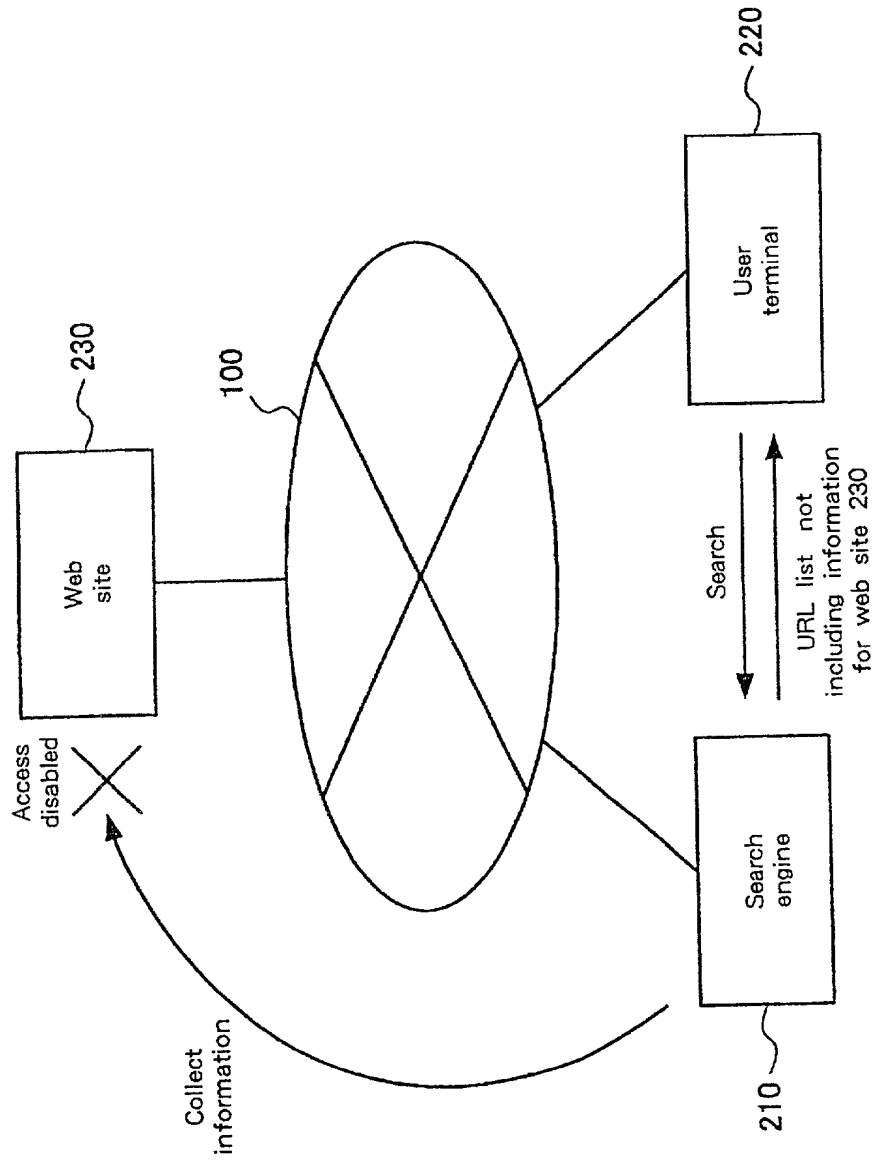 Access
disabled
Web
site
230
100
Collect
information
Search
URL list not
including information
for web site 230
Search
engine
210
User
terminal
220